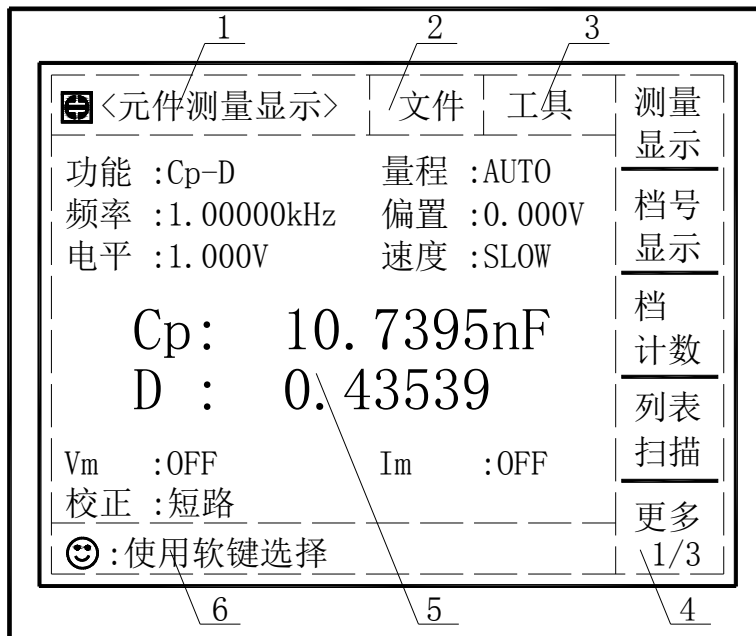 1 2 3
<元件测量显示> 文件 工具
功能 :Cp-D 量程 :AUTO
频率 :1.00000kHz 偏置 :0.000V
电平 :1.000V 速度 :SLOW
Cp: 10.7395nF
D : 0.43539
Vm :OFF Im :OFF
校正 :短路
:使用软键选择
测量
显示
档号
显示
档
计数
列表
扫描
更多
1/3
6 5 4